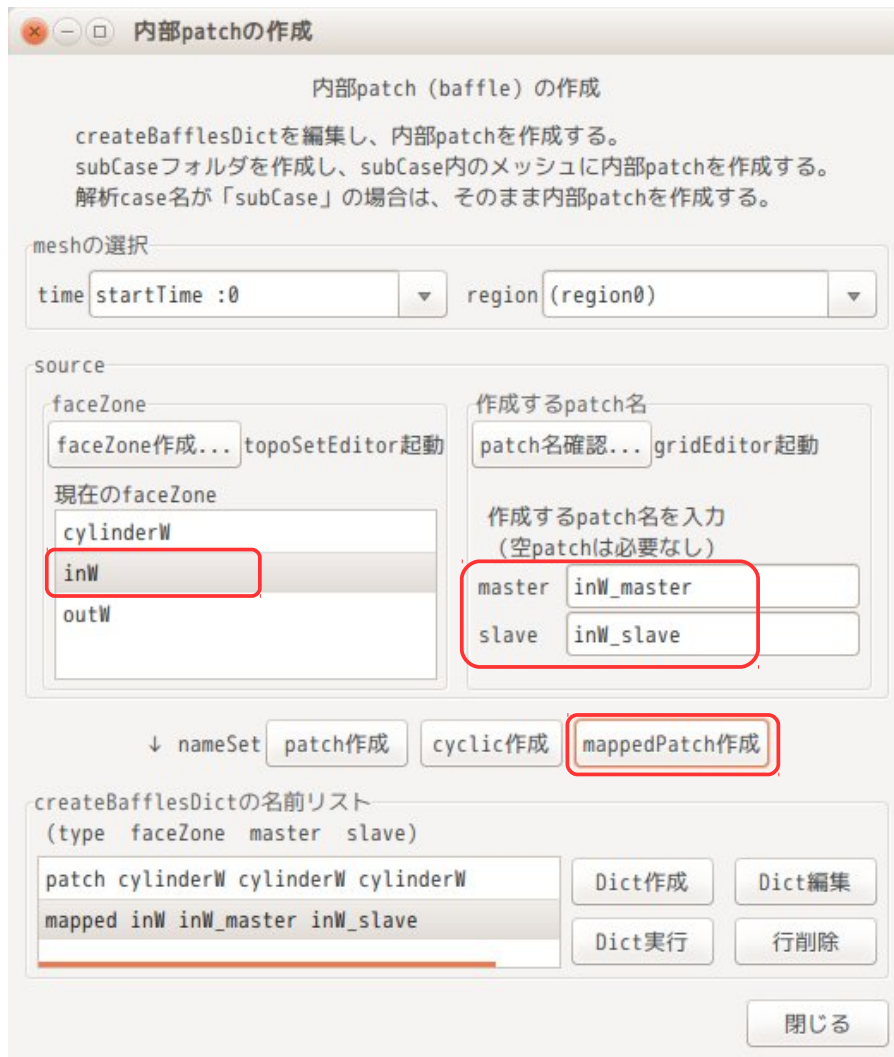 内部patchの作成
内部patch (baffle) の作成
createBafflesDictを編集し、内部patchを作成する。
subCaseフォルダを作成し、subCase内のメッシュに内部patchを作成する。
解析case名が「subCase」の場合は、そのまま内部patchを作成する。
meshの選択
time startTime :0 region (region0)
source
faceZone
faceZone作成... topoSetEditor起動
現在のfaceZone
cylinderW
inW
outW
作成するpatch名
patch名確認... gridEditor起動
作成するpatch名を入力
(空patchは必要なし)
master inW_master
slave inW_slave
↓ nameSet patch作成 cyclic作成 mappedPatch作成
createBafflesDictの名前リスト
(type faceZone master slave)
patch cylinderW cylinderW cylinderW
mapped inW inW_master inW_slave
Dict作成 Dict編集
Dict実行 行削除
閉じる